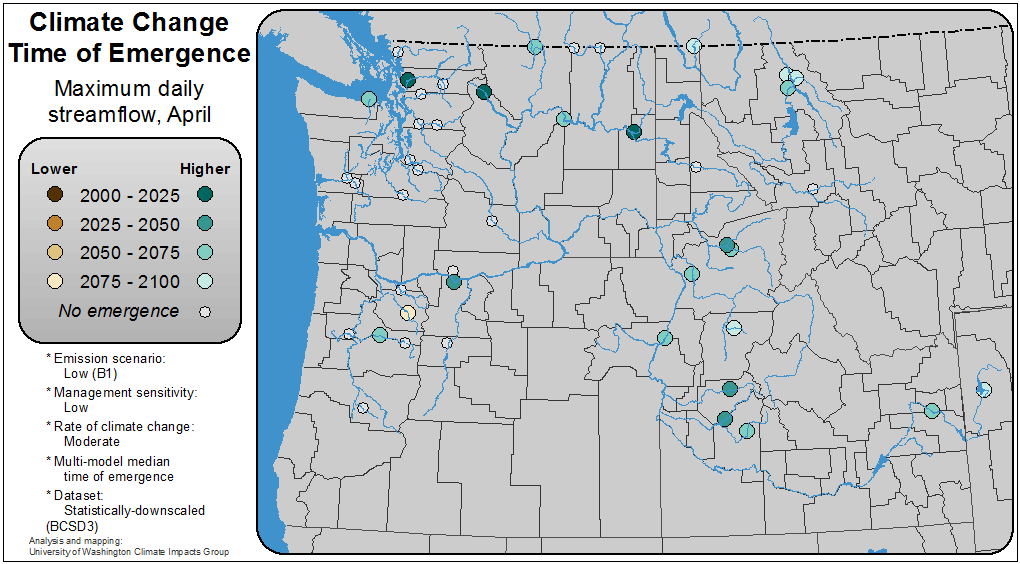 Climate Change
Time of Emergence
Maximum daily
streamflow, April
Lower Higher
2000 - 2025
2025 - 2050
2050 - 2075
2075 - 2100
No emergence
* Emission scenario:
Low (B1)
* Management sensitivity:
Low
* Rate of climate change:
Moderate
* Multi-model median
time of emergence
* Dataset:
Statistically-downscaled
(BCSD3)
Analysis and mapping:
University of Washington Climate Impacts Group